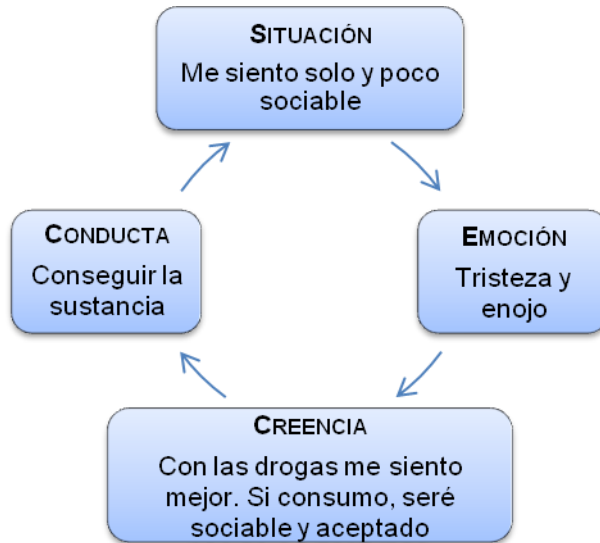 SITUACIÓN
Me siento solo y poco
sociable
EMOCIÓN
Tristeza y
enojo
CREENCIA
Con las drogas me siento
mejor. Si consumo, seré
sociable y aceptado
CONDUCTA
Conseguir la
sustancia